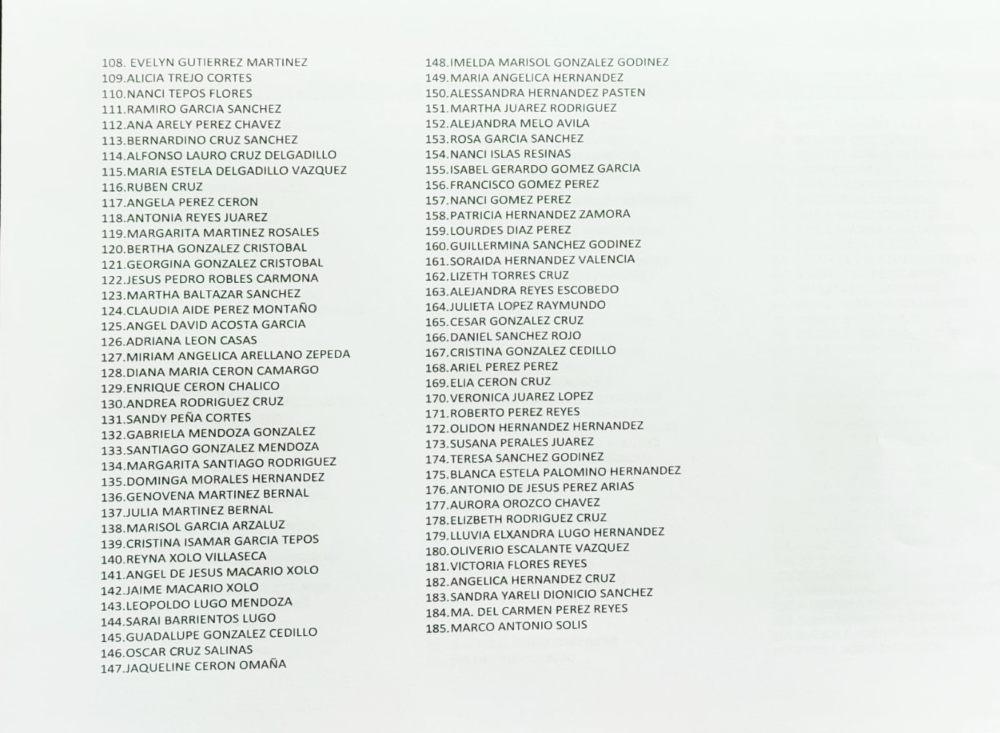 108. EVELYN GUTIERREZ MARTINEZ
109.ALICIA TREJO CORTES
110.NANCI TEPOS FLORES
111.RAMIRO GARCIA SANCHEZ
112.ANA ARELY PEREZ CHAVEZ
113.BERNARDINO CRUZ SANCHEZ
114.ALFONSO LAURO CRUZ DELGADILLO
115.MARIA ESTELA DELGADILLO VAZQUEZ
116.RUBEN CRUZ
117.ANGELA PEREZ CERON
118.ANTONIA REYES JUAREZ
119.MARGARITA MARTINEZ ROSALES
120.BERTHA GONZALEZ CRISTOBAL
121.GEORGINA GONZALEZ CRISTOBAL
122.JESUS PEDRO ROBLES CARMONA
123.MARTHA BALTAZAR SANCHEZ
124.CLAUDIA AIDE PEREZ MONTAÑO
125.ANGEL DAVID ACOSTA GARCIA
126.ADRIANA LEON CASAS
127.MIRIAM ANGELICA ARELLANO ZEPEDA
128.DIANA MARIA CERON CAMARGO
129.ENRIQUE CERON CHALICO
130.ANDREA RODRIGUEZ CRUZ
131.SANDY PEÑA CORTES
132.GABRIELA MENDOZA GONZALEZ
133.SANTIAGO GONZALEZ MENDOZA
134.MARGARITA SANTIAGO RODRIGUEZ
135.DOMINGA MORALES HERNANDEZ
136.GENOVENA MARTINEZ BERNAL
137.JULIA MARTINEZ BERNAL
138.MARISOL GARCIA ARZALUZ
139.CRISTINA ISAMAR GARCIA TEPOS
140.REYNA XOLO VILLASECA
141.ANGEL DE JESUS MACARIO XOLO
142.JAIME MACARIO XOLO
143.LEOPOLDO LUGO MENDOZA
144.SARAI BARRIENTOS LUGO
145.GUADALUPE GONZALEZ CEDILLO
146.OSCAR CRUZ SALINAS
147.JAQUELINE CERON OMAÑA
148.IMELDA MARISOL GONZALEZ GODINEZ
149.MARIA ANGELICA HERNANDEZ
150.ALESSANDRA HERNANDEZ PASTEN
151.MARTHA JUAREZ RODRIGUEZ
152.ALEJANDRA MELO AVILA
153.ROSA GARCIA SANCHEZ
154.NANCI ISLAS RESINAS
155.ISABEL GERARDO GOMEZ GARCIA
156.FRANCISCO GOMEZ PEREZ
157.NANCI GOMEZ PEREZ
158.PATRICIA HERNANDEZ ZAMORA
159.LOURDES DIAZ PEREZ
160.GUILLERMINA SANCHEZ GODINEZ
161.SORAIDA HERNANDEZ VALENCIA
162.LIZETH TORRES CRUZ
163.ALEJANDRA REYES ESCOBEDO
164.JULIETA LOPEZ RAYMUNDO
165.CESAR GONZALEZ CRUZ
166.DANIEL SANCHEZ ROJO
167.CRISTINA GONZALEZ CEDILLO
168.ARIEL PEREZ PEREZ
169.ELIA CERON CRUZ
170.VERONICA JUAREZ LOPEZ
171.ROBERTO PEREZ REYES
172.OLIDON HERNANDEZ HERNANDEZ
173.SUSANA PERALES JUAREZ
174.TERESA SANCHEZ GODINEZ
175.BLANCA ESTELA PALOMINO HERNANDEZ
176.ANTONIO DE JESUS PEREZ ARIAS
177.AURORA OROZCO CHAVEZ
178.ELIZBETH RODRIGUEZ CRUZ
179.LLUVIA ELXANDRA LUGO HERNANDEZ
180.OLIVERIO ESCALANTE VAZQUEZ
181.VICTORIA FLORES REYES
182.ANGELICA HERNANDEZ CRUZ
183.SANDRA YARELI DIONICIO SANCHEZ
184.MA. DEL CARMEN PEREZ REYES
185.MARCO ANTONIO SOLIS